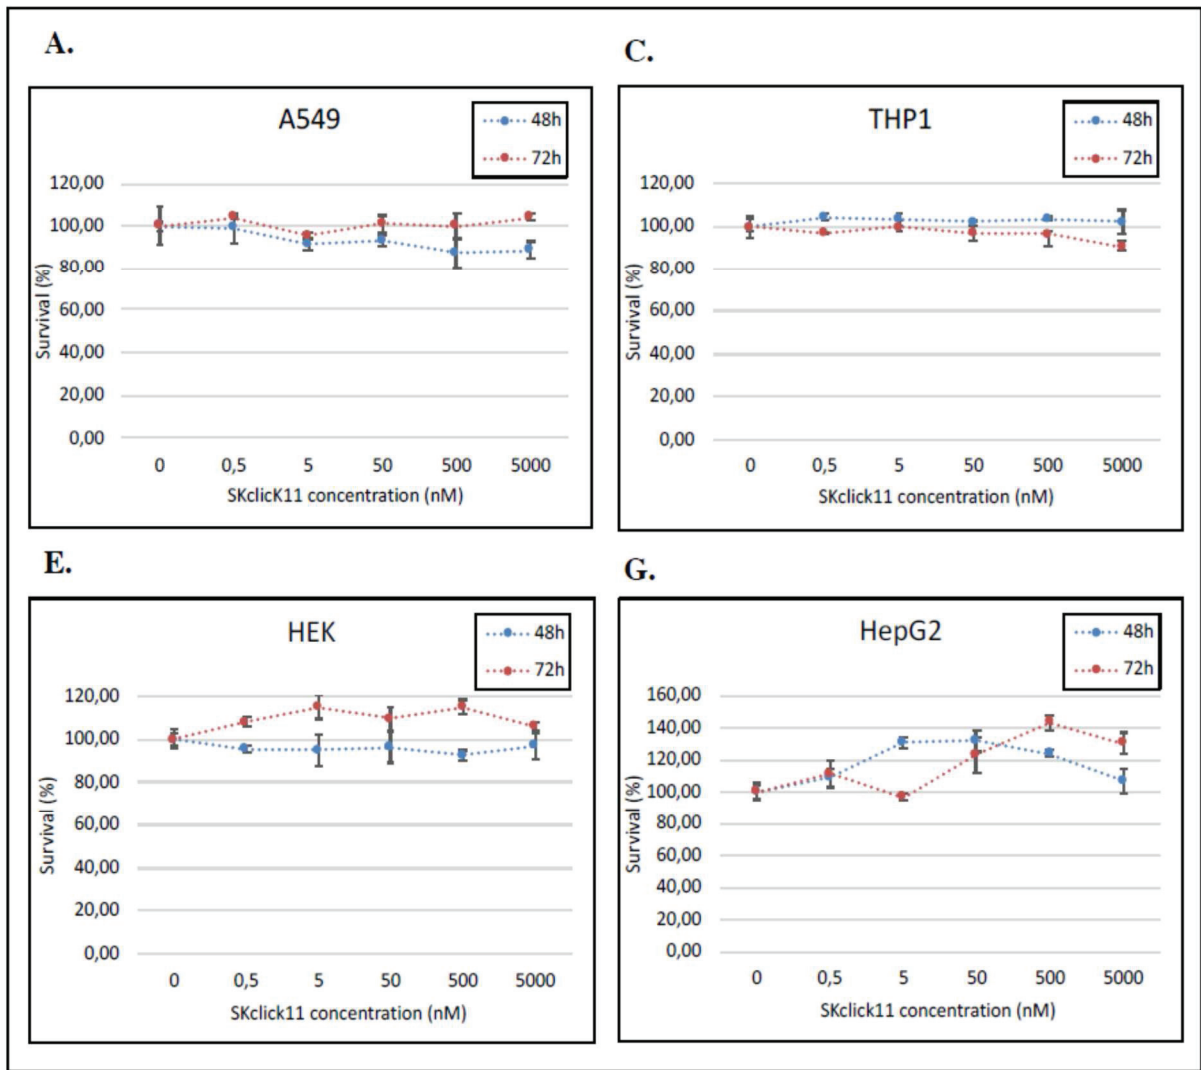 A.
A549
48h
72h
120,00
100,00
80,00
60,00
40,00
20,00
0,00
Survival (%)
0 0,5 5 50 500 5000
SKclicK11 concentration (nM)
C.
THP1
48h
72h
120,00
100,00
80,00
60,00
40,00
20,00
0,00
Survival (%)
0 0,5 5 50 500 5000
SKclick11 concentration (nM)
E.
HEK
48h
72h
120,00
100,00
80,00
60,00
40,00
20,00
0,00
Survival (%)
0 0,5 5 50 500 5000
SKclick11 concentration (nM)
G.
HepG2
48h
72h
160,00
140,00
120,00
100,00
80,00
60,00
40,00
20,00
0,00
Survival (%)
0 0,5 5 50 500 5000
SKclick11 concentration (nM)